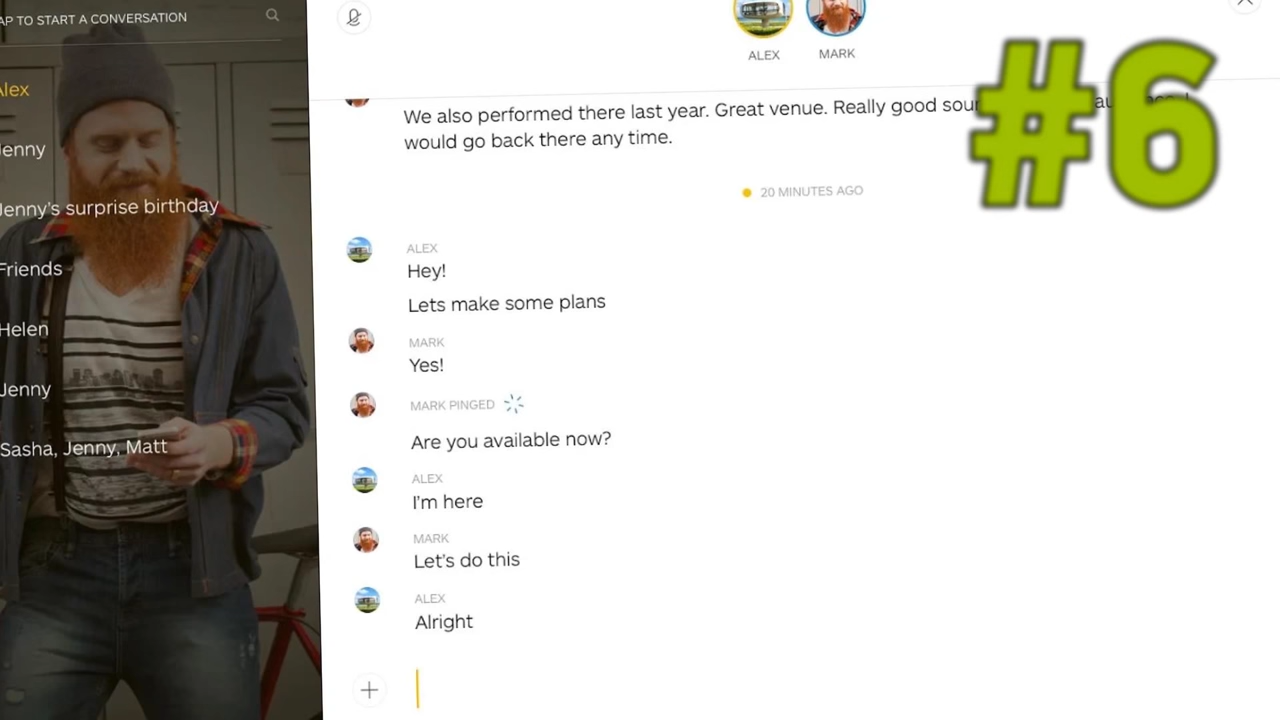 TO START A CONVERSATION
Alex
Jenny
Jenny's surprise birthday
Friends
Helen
Jenny
Sasha, Jenny, Matt
ALEX
MARK
#6
We also performed there last year. Great venue. Really good
would go back there any time.
20 MINUTES AGO
ALEX
Hey!
Lets make some plans
MARK
Yes!
MARK PINGED
Are you available now?
ALEX
I'm here
MARK
Let's do this
ALEX
Alright